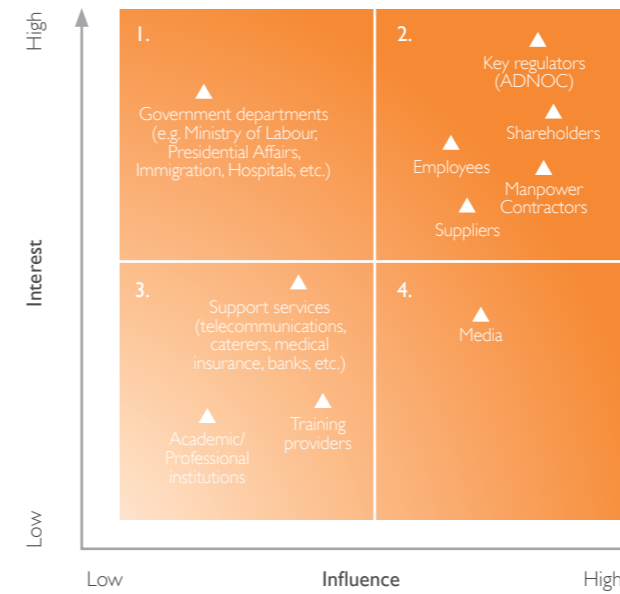 High
1.
Government departments
(e.g. Ministry of Labour,
Presidential Affairs,
Immigration, Hospitals, etc.)
2.
Key regulators
(ADNOC)
Shareholders
Employees
Manpower
Contractors
Suppliers
Interest
3.
Support services
(telecommunications,
caterers, medical
insurance, banks, etc.)
Training
providers
Academic/
Professional
institutions
4.
Media
Low
Low
Influence
High